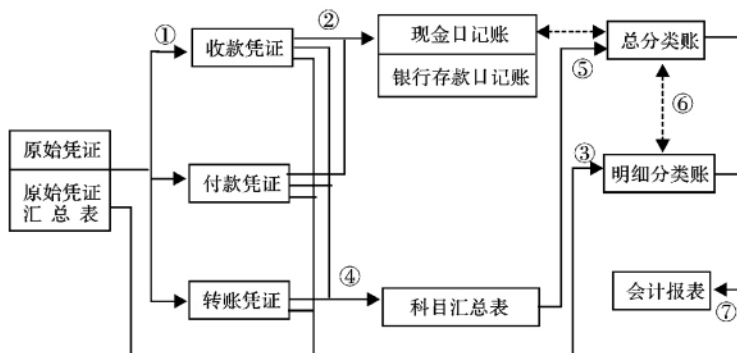 ①
收款凭证
②
现金日记账
银行存款日记账
总分类账
⑤
⑥
原始凭证
原始凭证
汇总表
付款凭证
③
明细分类账
转账凭证
④
科目汇总表
会计报表
⑦